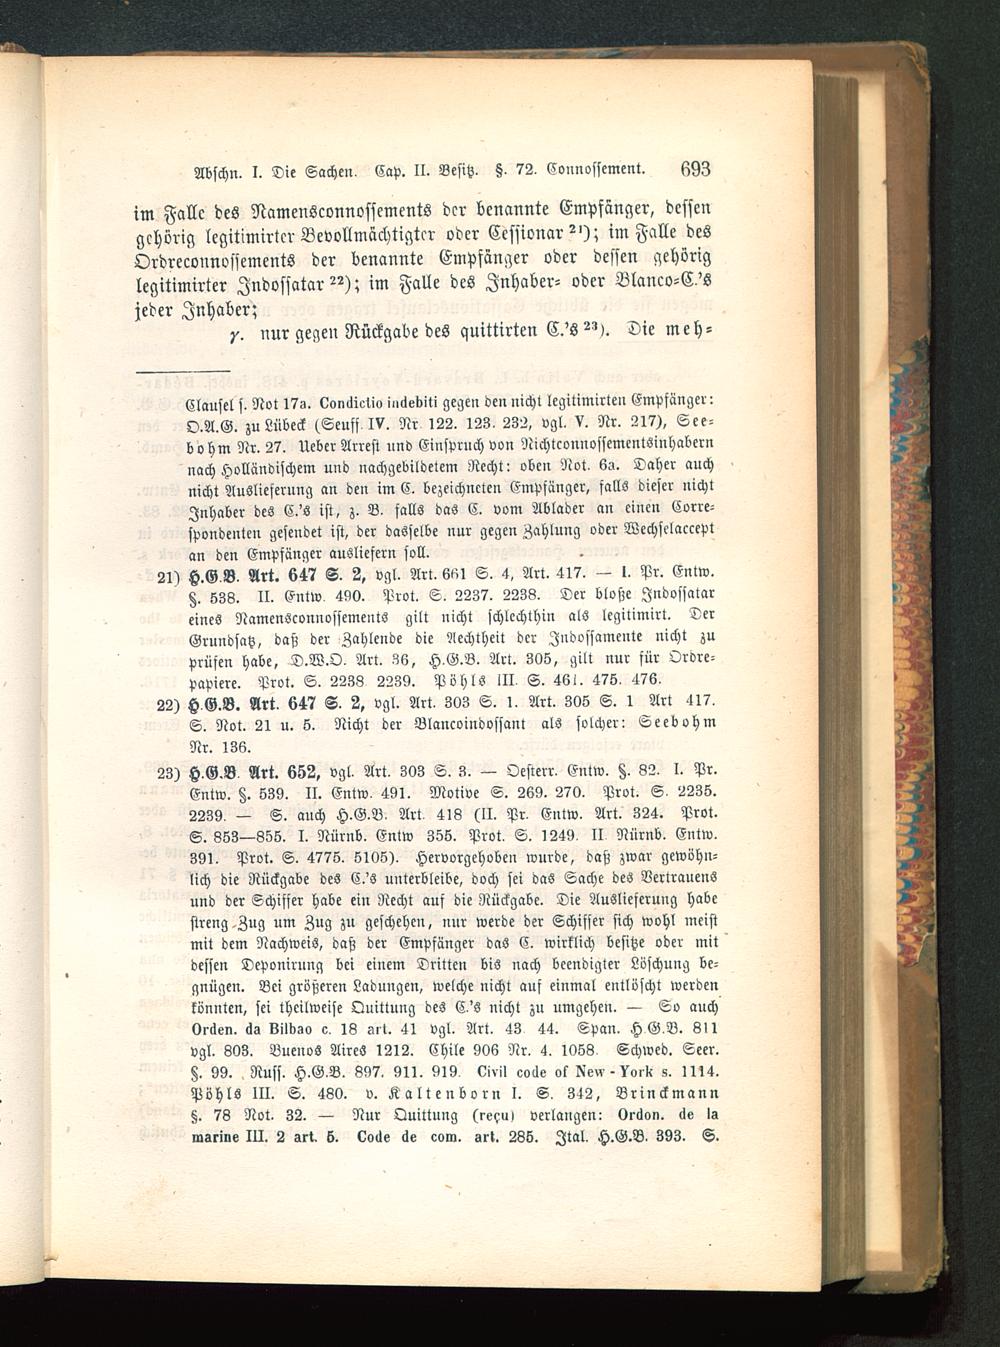 Abschn. I. Die Sachen. Cap. II. Besitz. §. 72. Connossement. 693
im Falle des Namensconnossements der benannte Empfänger, dessen
gehörig legitimirter Bevollmächtigter oder Cessionar 21); im Falle des
Ordreconnossements der benannte Empfänger oder dessen gehörig
legitimirter Indossatar 22); im Falle des Inhaber- oder Blanco-C.'s
jeder Inhaber;
γ. nur gegen Rückgabe des quittirten C.'s 23). Die meh-
Clausel s. Not 17a. Condictio indebiti gegen den nicht legitimirten Empfänger:
O.A.G. zu Lübeck (Seuff. IV. Nr. 122. 123. 232, vgl. V. Nr. 217), See-
bohm Nr. 27. Ueber Arrest und Einspruch von Nichtconnossementsinhabern
nach Holländischem und nachgebildetem Recht: oben Not. 6a. Daher auch
nicht Auslieferung an den im C. bezeichneten Empfänger, falls dieser nicht
Inhaber des C.'s ist, z. B. falls das C. vom Ablader an einen Corre-
spondenten gesendet ist, der dasselbe nur gegen Zahlung oder Wechselaccept
an den Empfänger ausliefern soll.
21) H.G.B. Art. 647 S. 2, vgl. Art. 661 S. 4, Art. 417. — I. Pr. Entw.
§. 538. II. Entw. 490. Prot. S. 2237. 2238. Der bloße Indossatar
eines Namensconnossements gilt nicht schlechthin als legitimirt. Der
Grundsatz, daß der Zahlende die Aechtheit der Indossamente nicht zu
prüfen habe, D.W.O. Art. 36, H.G.B. Art. 305, gilt nur für Ordre-
papiere. Prot. S. 2238 2239. Pöhls III. S. 461. 475. 476.
22) H.G.B. Art. 647 S. 2, vgl. Art. 303 S. 1. Art. 305 S. 1 Art 417.
S. Not. 21 u. 5. Nicht der Blancoindossant als solcher: Seebohm
Nr. 136.
23) H.G.B. Art. 652, vgl. Art. 303 S. 3. — Oesterr. Entw. §. 82. I. Pr.
Entw. §. 539. II. Entw. 491. Motive S. 269. 270. Prot. S. 2235.
2239. — S. auch H.G.B. Art. 418 (II. Pr. Entw. Art. 324. Prot.
S. 853—855. I. Nürnb. Entw 355. Prot. S. 1249. II Nürnb. Entw.
391. Prot. S. 4775. 5105). Hervorgehoben wurde, daß zwar gewöhn-
lich die Rückgabe des C.'s unterbleibe, doch sei das Sache des Vertrauens
und der Schiffer habe ein Recht auf die Rückgabe. Die Auslieferung habe
streng Zug um Zug zu geschehen, nur werde der Schiffer sich wohl meist
mit dem Nachweis, daß der Empfänger das C. wirklich besitze oder mit
dessen Deponirung bei einem Dritten bis nach beendigter Löschung be-
gnügen. Bei größeren Ladungen, welche nicht auf einmal entlöscht werden
könnten, sei theilweise Quittung des C.'s nicht zu umgehen. — So auch
Orden. da Bilbao c. 18 art. 41 vgl. Art. 43 44. Span. H.G.B. 811
vgl. 803. Buenos Aires 1212. Chile 906 Nr. 4. 1058. Schwed. Seer.
§. 99. Russ. H.G.B. 897. 911. 919. Civil code of New-York s. 1114.
Pöhls III. S. 480. v. Kaltenborn I. S. 342, Brinckmann
§. 78 Not. 32. — Nur Quittung (reçu) verlangen: Ordon. de la
marine III. 2 art. 5. Code de com. art. 285. Ital. H.G.B. 393. S.